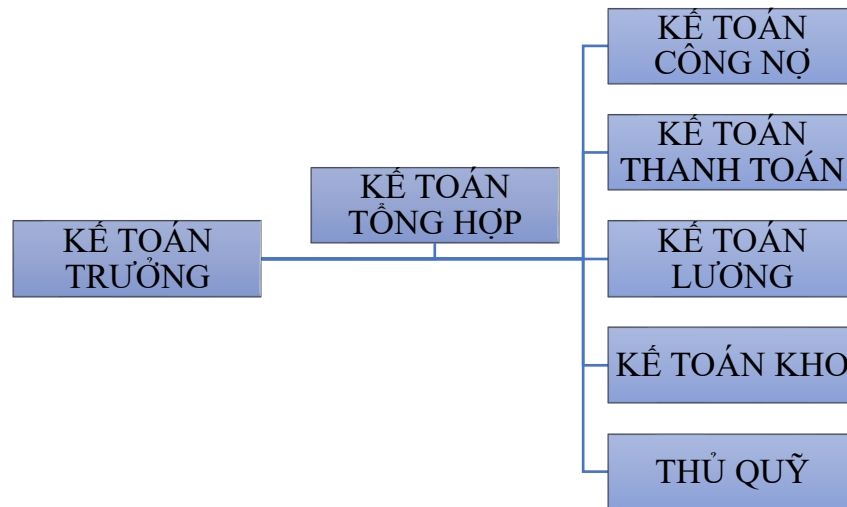 KẾ TOÁN
TRƯỞNG
KẾ TOÁN
TỔNG HỢP
KẾ TOÁN
CÔNG NỢ
KẾ TOÁN
THANH TOÁN
KẾ TOÁN
LƯƠNG
KẾ TOÁN KHO
THỦ QUỸ